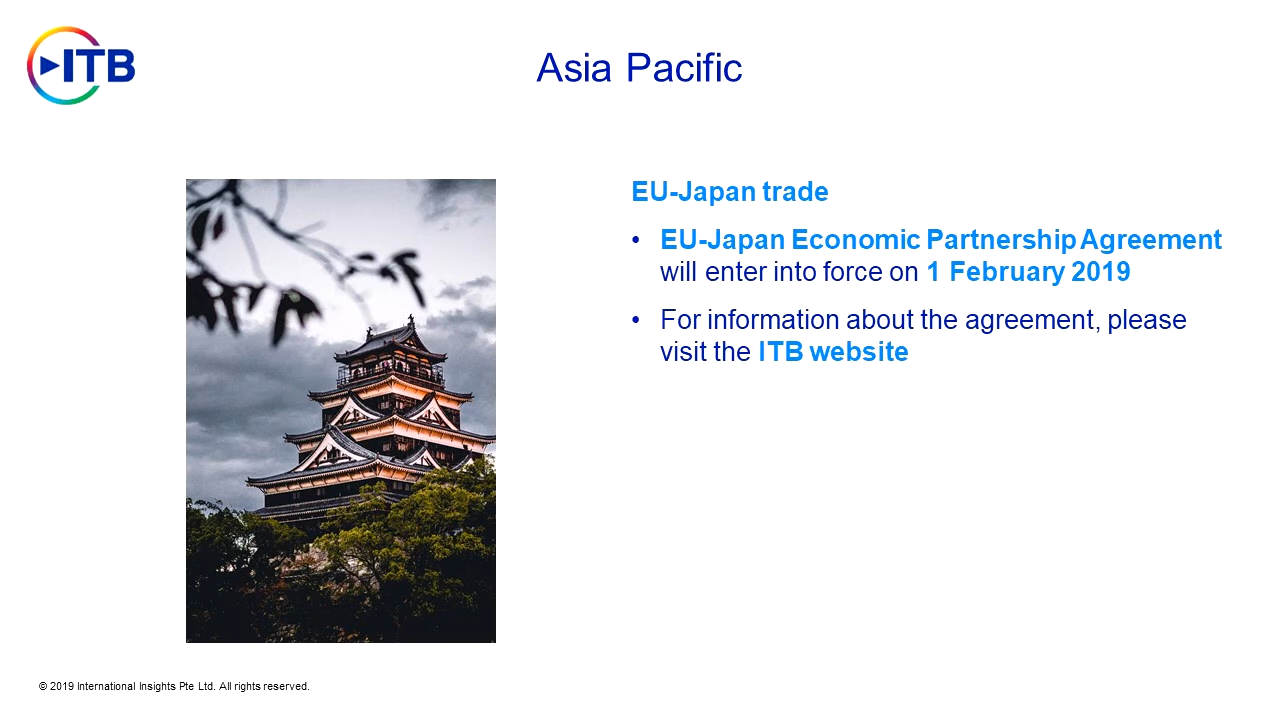 ITB
Asia Pacific
EU-Japan trade
• EU-Japan Economic Partnership Agreement
will enter into force on 1 February 2019
• For information about the agreement, please
visit the ITB website
© 2019 International Insights Pte Ltd. All rights reserved.